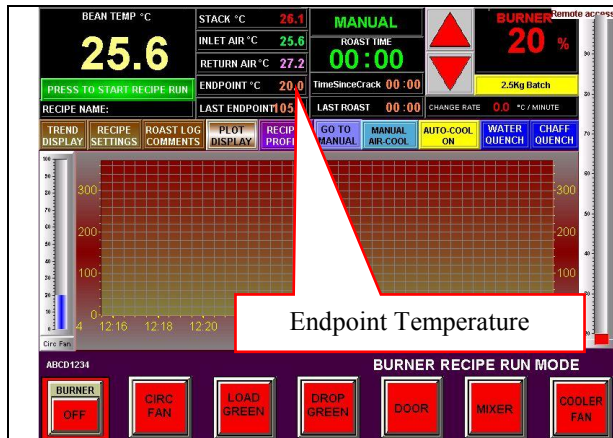 BEAN TEMP °C
25.6
PRESS TO START RECIPE RUN
RECIPE NAME:
STACK °C 26.1
INLET AIR °C 25.6
RETURN AIR °C 27.2
ENDPOINT °C 20.0
LAST ENDPOINT 105
MANUAL
ROAST TIME
00:00
TimeSinceCrack 00:00
LAST ROAST 00:00
BURNER
20 %
Remote access
2.5Kg Batch
CHANGE RATE 0.0 °C / MINUTE
TREND DISPLAY
RECIPE SETTINGS
ROAST LOG COMMENTS
PLOT DISPLAY
GO TO MANUAL
MANUAL AIR-COOL
AUTO-COOL ON
WATER QUENCH
CHAFF QUENCH
300 300
200 200
100 100
0
12:16 12:18 12:20
Endpoint Temperature
Circ Fan
ABCD1234
BURNER RECIPE RUN MODE
BURNER
OFF
CIRC FAN
LOAD GREEN
DROP GREEN
DOOR
MIXER
COOLER FAN